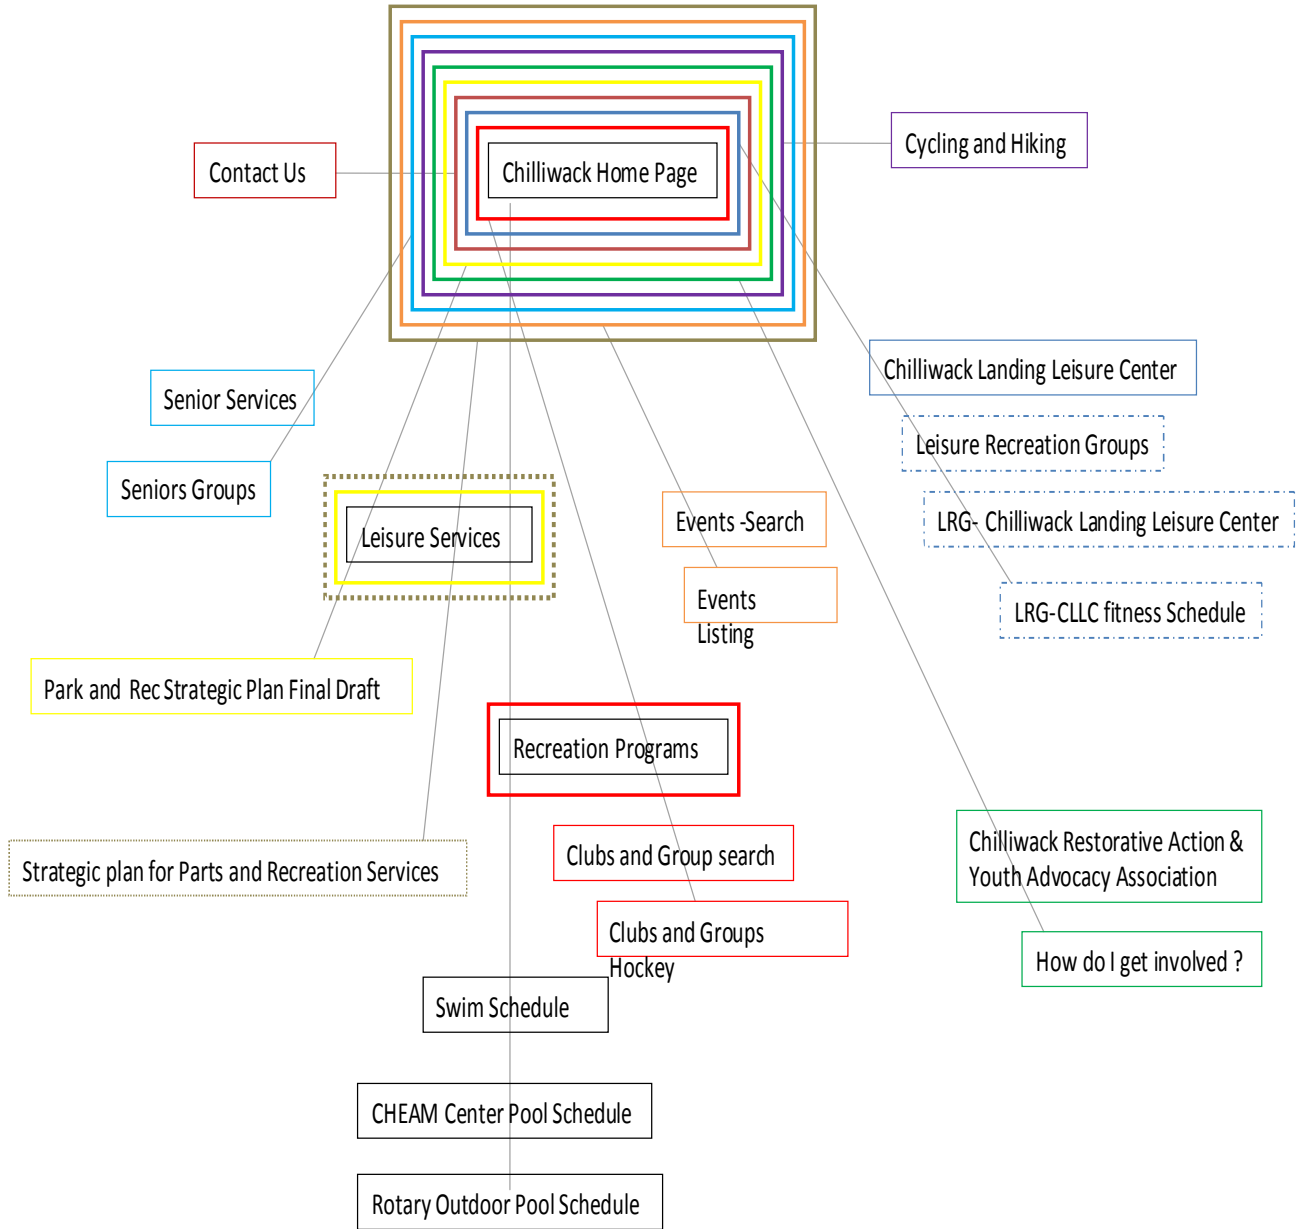 Chilliwack Home Page
Contact Us
Cycling and Hiking
Senior Services
Seniors Groups
Leisure Services
Park and Rec Strategic Plan Final Draft
Strategic plan for Parts and Recreation Services
Events -Search
Events
Listing
Chilliwack Landing Leisure Center
Leisure Recreation Groups
LRG- Chilliwack Landing Leisure Center
LRG-CLLC fitness Schedule
Recreation Programs
Clubs and Group search
Clubs and Groups
Hockey
Chilliwack Restorative Action &
Youth Advocacy Association
How do I get involved ?
Swim Schedule
CHEAM Center Pool Schedule
Rotary Outdoor Pool Schedule